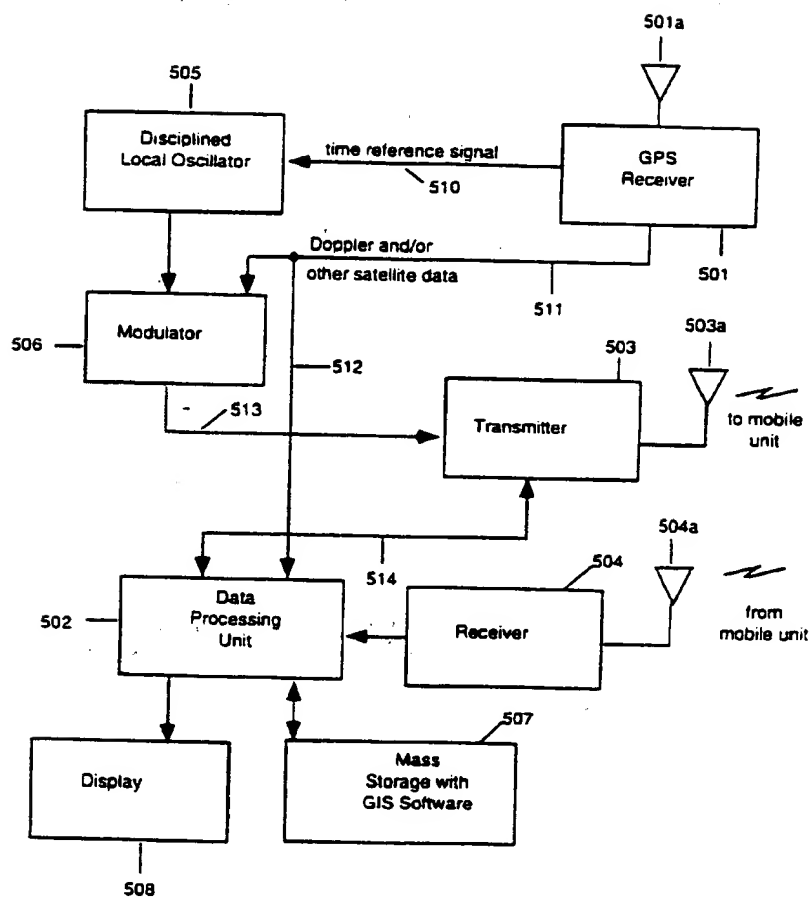 501a
505
Disciplined
Local Oscillator
time reference signal
510
GPS
Receiver
501
Doppler and/or
other satellite data
511
506
Modulator
512
513
503
503a
Transmitter
to mobile
unit
514
504
504a
502
Data
Processing
Unit
Receiver
from
mobile unit
507
Display
Mass
Storage with
GIS Software
508